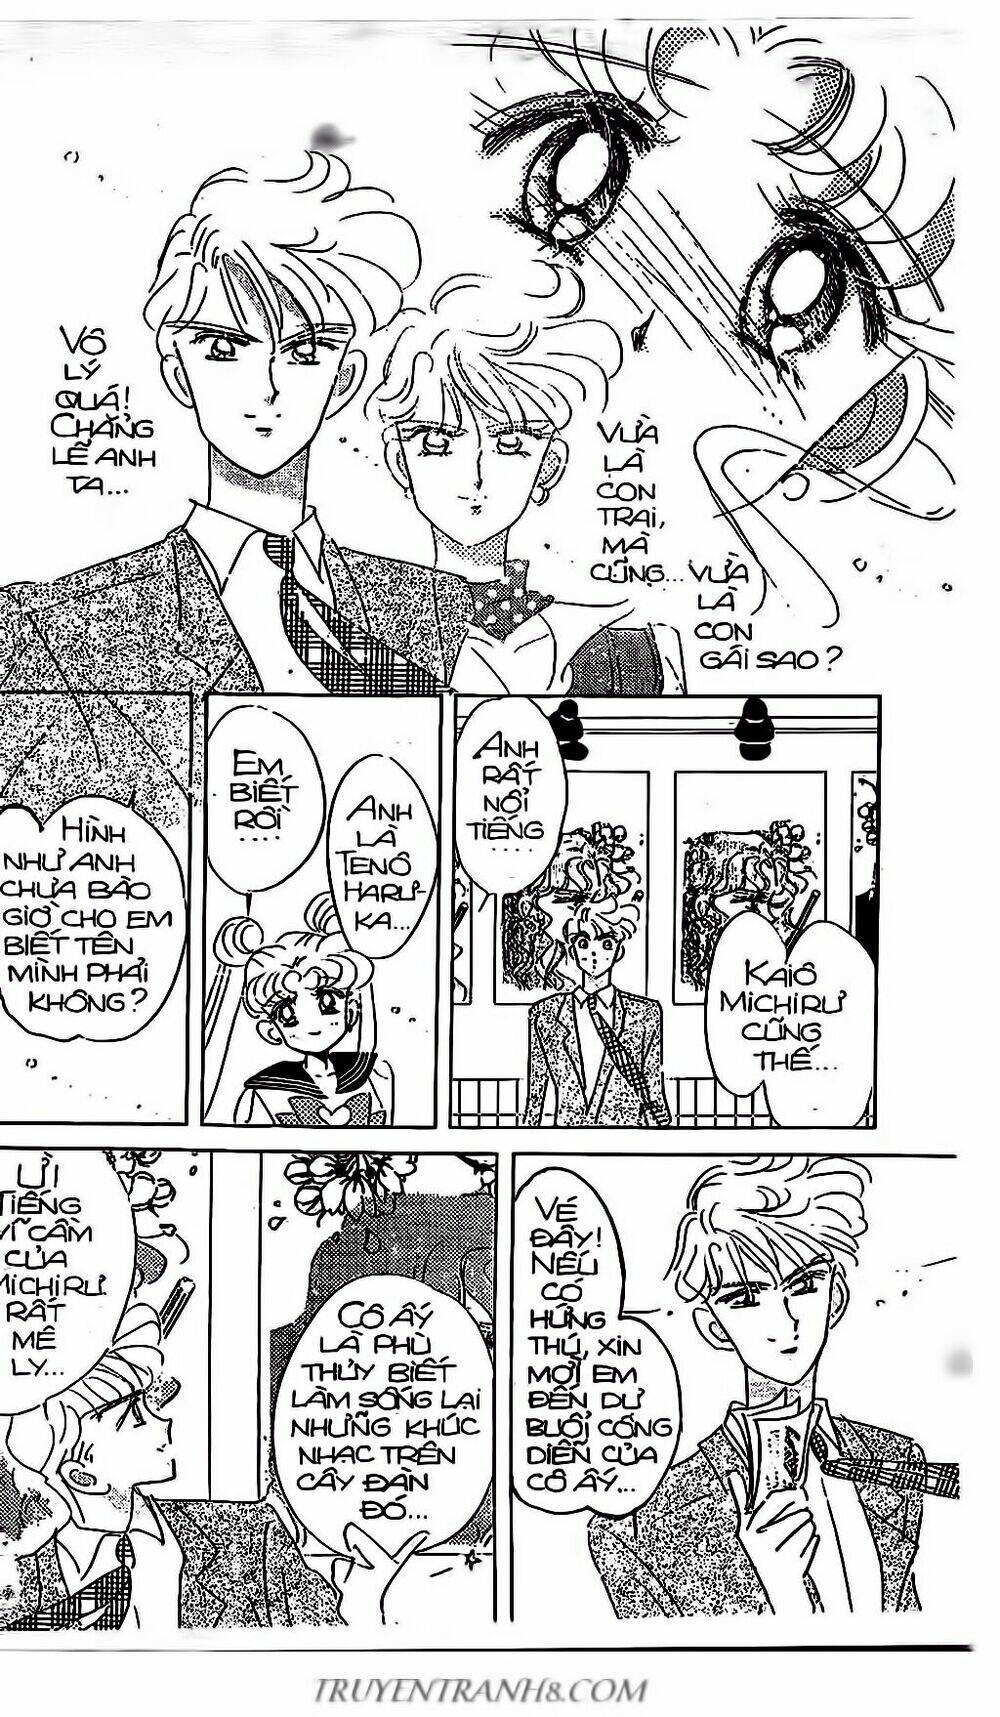 VÔ
LÝ
QUÁ!
CHẲNG
LẼ ANH
TA...
VỪA
LÀ
CON
TRAI,
MÀ
CŨNG...
VỪA
LÀ
CON
GÁI SAO?
HÌNH
NHƯ ANH
CHƯA BAO
GIỜ CHO EM
BIẾT TÊN
MÌNH PHẢI
KHÔNG?
EM
BIẾT
RỒI
.....
ANH
LÀ
TENÔ
HARƯ-
KA...
ANH
RẤT
NỔI
TIẾNG
.....
KAIÔ
MICHIRƯ
CŨNG
THẾ...
TIẾNG
VĨ CẦM
CỦA
MICHIRƯ
RẤT
MÊ
LY...
CÔ ẤY
LÀ PHÙ
THỦY BIẾT
LÀM SỐNG LẠI
NHỮNG KHÚC
NHẠC TRÊN
CÂY ĐÀN
ĐÓ...
VÉ
ĐÂY!
NẾU
CÓ
HỨNG
THÚ, XIN
MỜI EM
ĐẾN DỰ
BUỔI CÔNG
DIỄN CỦA
CÔ ẤY...
TRUYENTRANH8.COM